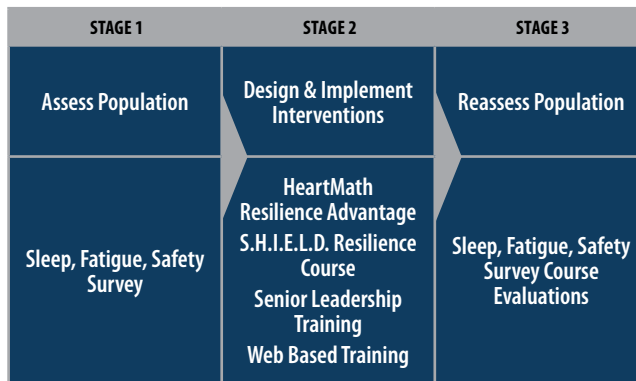 STAGE 1
STAGE 2
STAGE 3
Assess Population
Design & Implement
Interventions
Reassess Population
Sleep, Fatigue, Safety
Survey
HeartMath
Resilience Advantage
S.H.I.E.L.D. Resilience
Course
Senior Leadership
Training
Web Based Training
Sleep, Fatigue, Safety
Survey Course
Evaluations